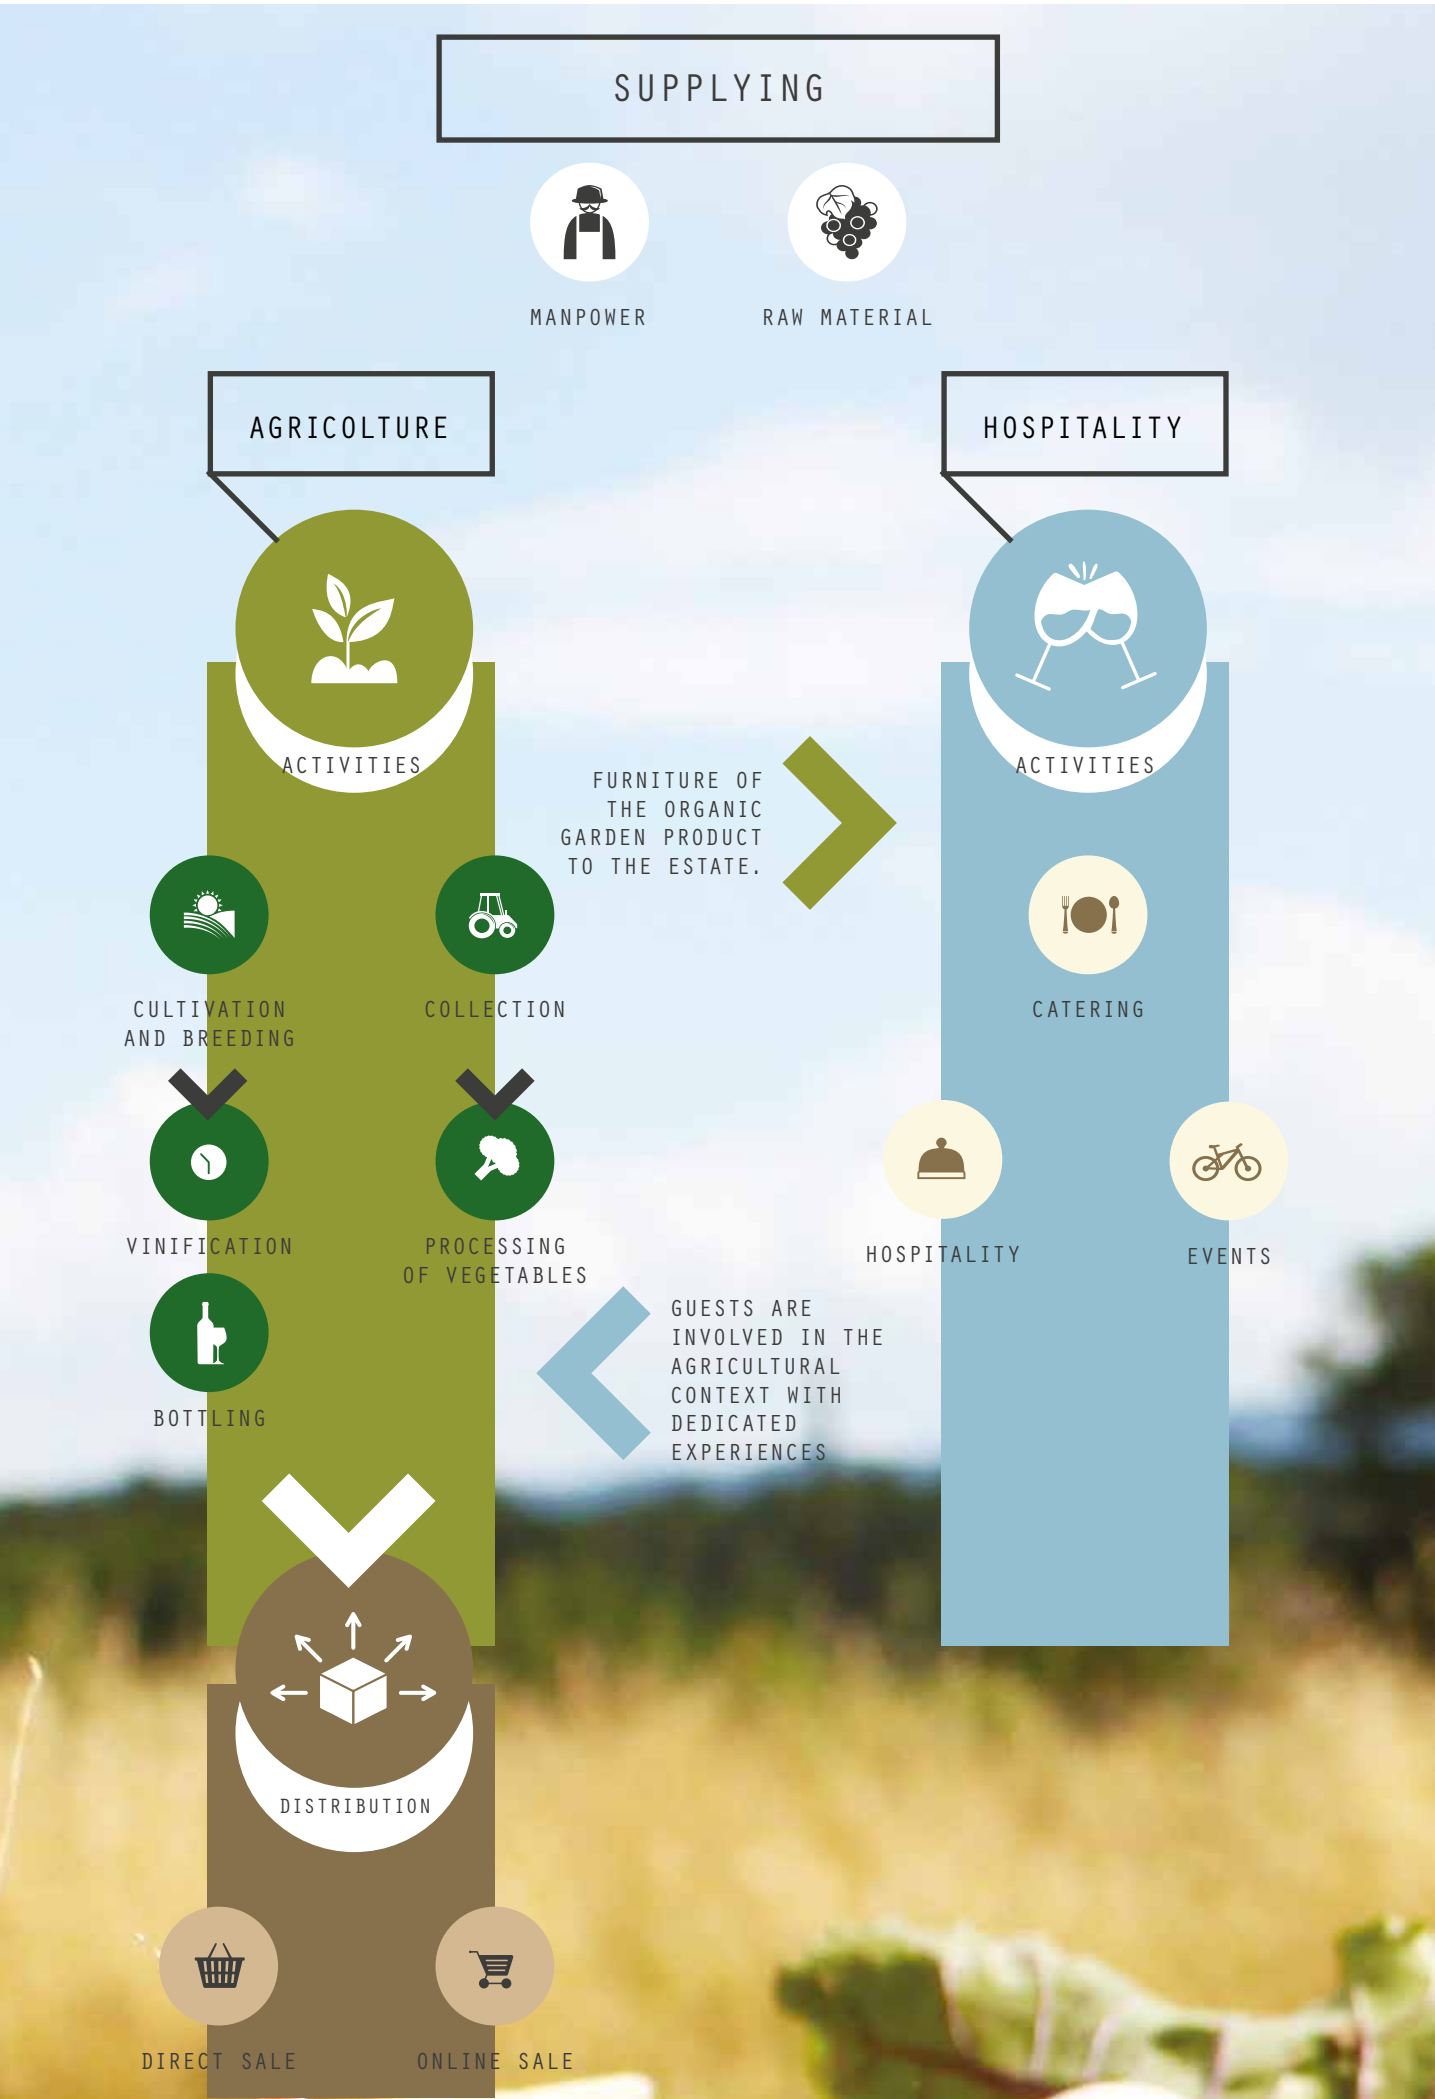 SUPPLYING
MANPOWER
RAW MATERIAL
AGRICOLTURE
HOSPITALITY
ACTIVITIES
ACTIVITIES
FURNITURE OF
THE ORGANIC
GARDEN PRODUCT
TO THE ESTATE.
CULTIVATION
AND BREEDING
COLLECTION
CATERING
VINIFICATION
PROCESSING
OF VEGETABLES
HOSPITALITY
EVENTS
GUESTS ARE
INVOLVED IN THE
AGRICULTURAL
CONTEXT WITH
DEDICATED
EXPERIENCES
BOTTLING
DISTRIBUTION
DIRECT SALE
ONLINE SALE